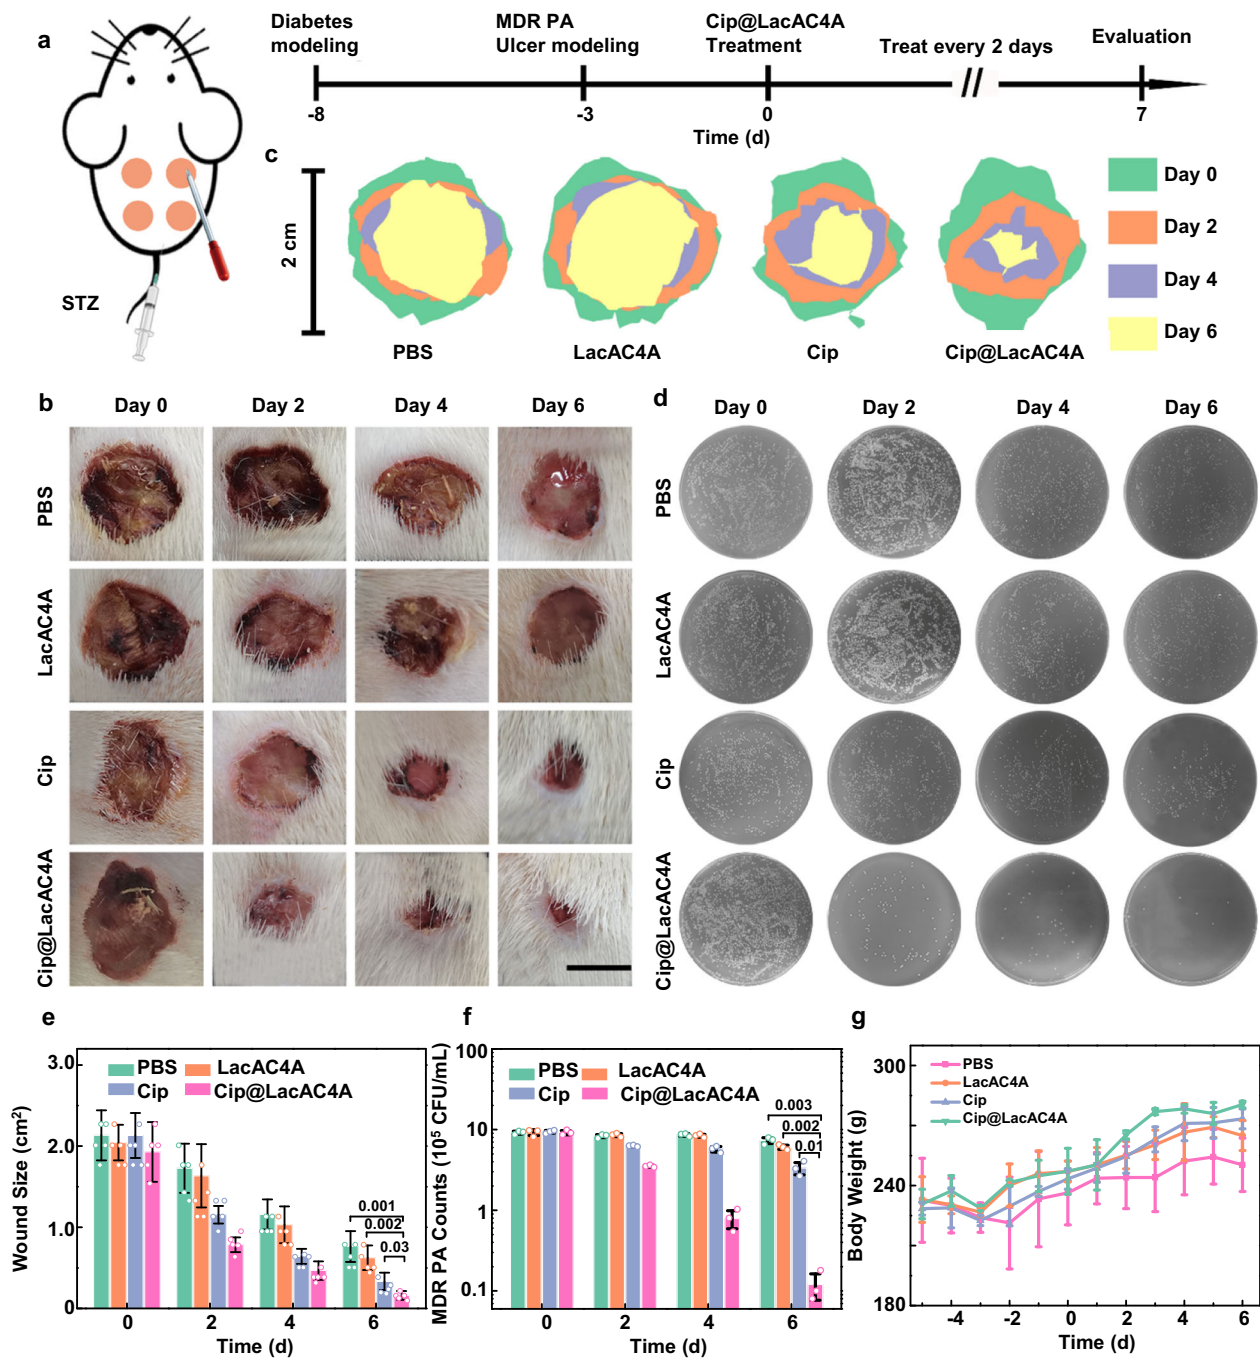 a
Diabetes
modeling
MDR PA
Ulcer modeling
Cip@LacAC4A
Treatment
Treat every 2 days
Evaluation
-8
-3
0
7
Time (d)
STZ
c
2 cm
PBS
LacAC4A
Cip
Cip@LacAC4A
Day 0
Day 2
Day 4
Day 6
b
Day 0
Day 2
Day 4
Day 6
PBS
LacAC4A
Cip
Cip@LacAC4A
d
Day 0
Day 2
Day 4
Day 6
PBS
LacAC4A
Cip
Cip@LacAC4A
e
Wound Size (cm²)
3.0
2.0
1.0
0
PBS
LacAC4A
Cip
Cip@LacAC4A
0.001
0.002
0.03
0
2
4
6
Time (d)
f
MDR PA Counts (10⁵ CFU/mL)
100
10
1
0.1
PBS
LacAC4A
Cip
Cip@LacAC4A
0.003
0.002
0.01
0
2
4
6
Time (d)
g
Body Weight (g)
300
240
180
PBS
LacAC4A
Cip
Cip@LacAC4A
-4
-2
0
2
4
6
Time (d)